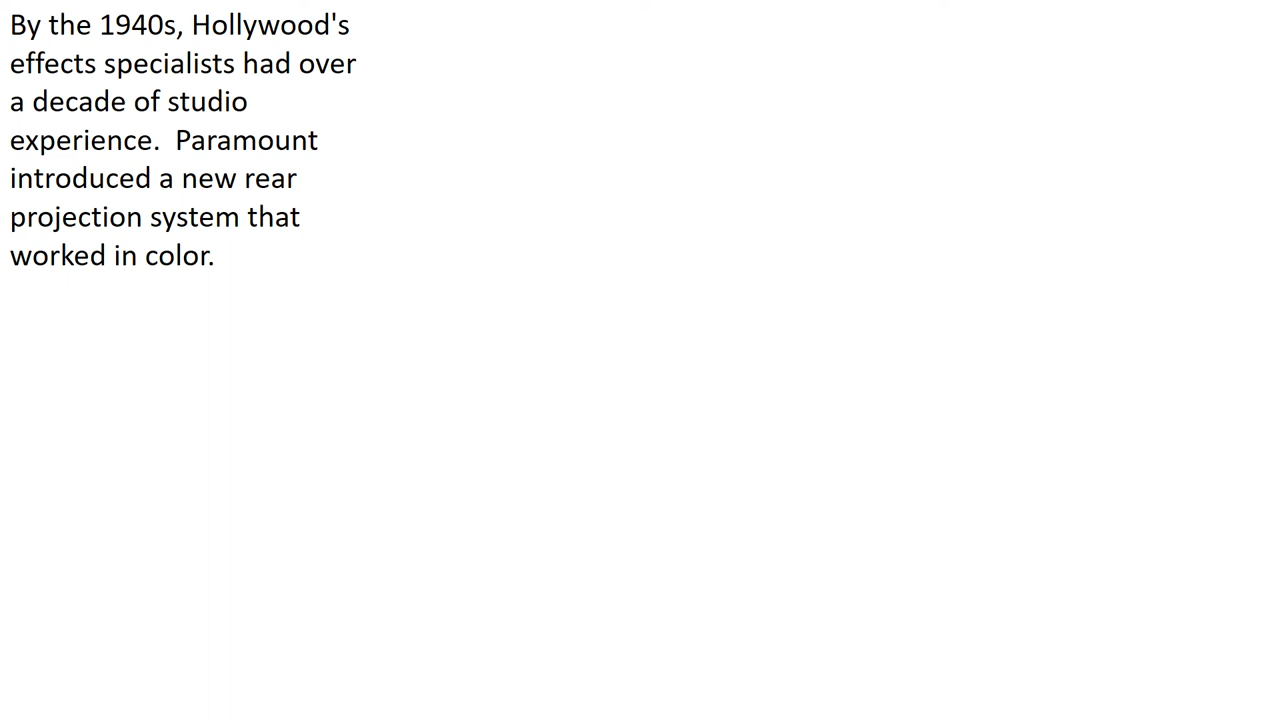 By the 1940s, Hollywood's
effects specialists had over
a decade of studio
experience.  Paramount
introduced a new rear
projection system that
worked in color.